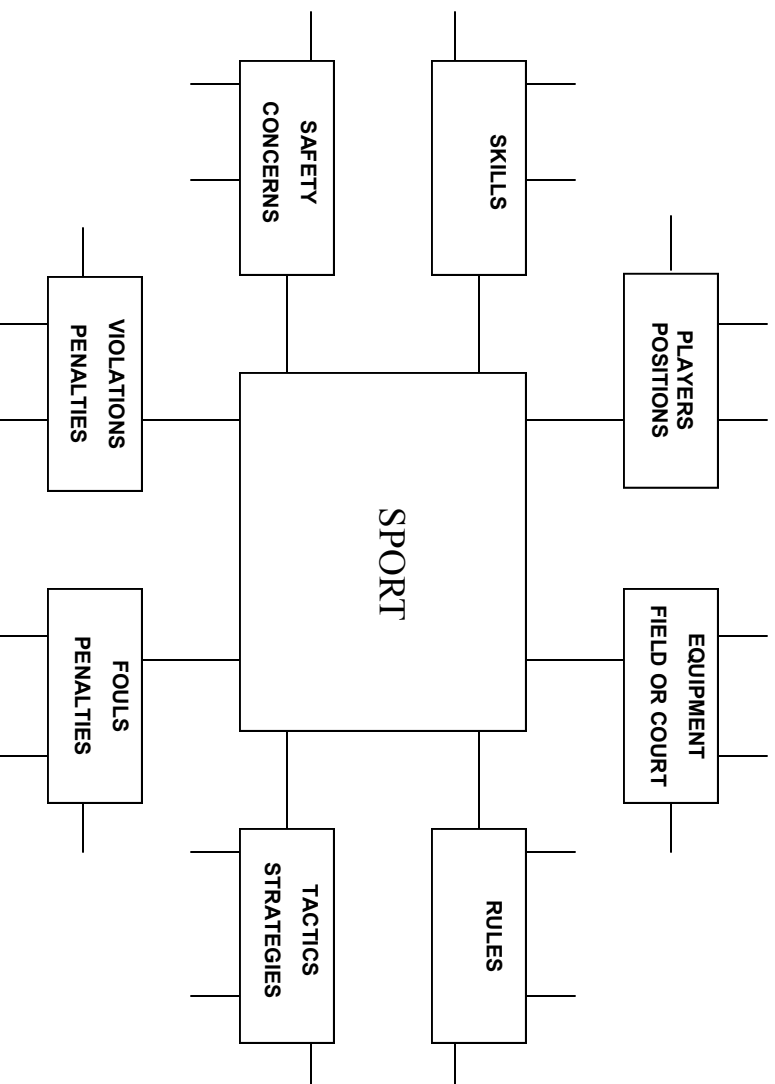 PLAYERS
POSITIONS
EQUIPMENT
FIELD OR COURT
SKILLS
RULES
SPORT
SAFETY
CONCERNS
TACTICS
STRATEGIES
VIOLATIONS
PENALTIES
FOULS
PENALTIES